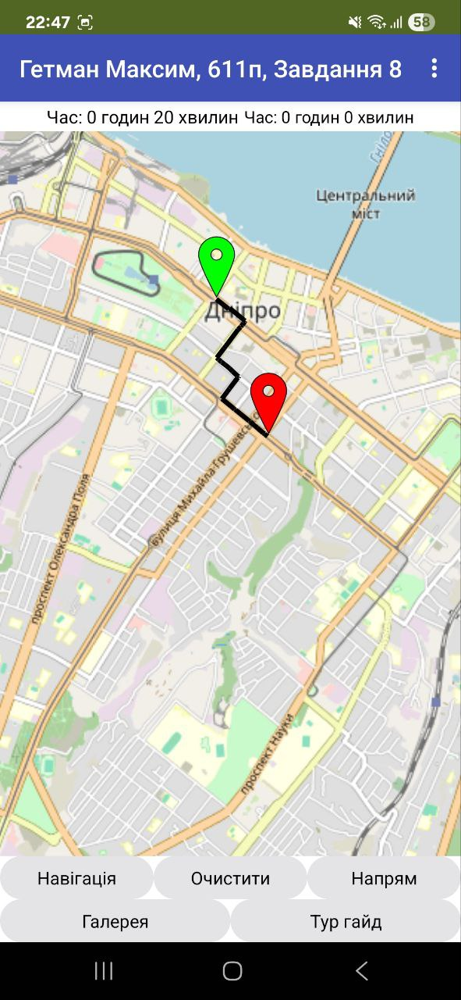 22:47
58
Гетман Максим, 611п, Завдання 8
Час: 0 годин 20 хвилин Час: 0 годин 0 хвилин
Центральний
міст
Дніпро
вулиця Михайла Грушевського
проспект Олександра Поля
проспект Науки
Навігація Очистити Напрям
Галерея Тур гайд